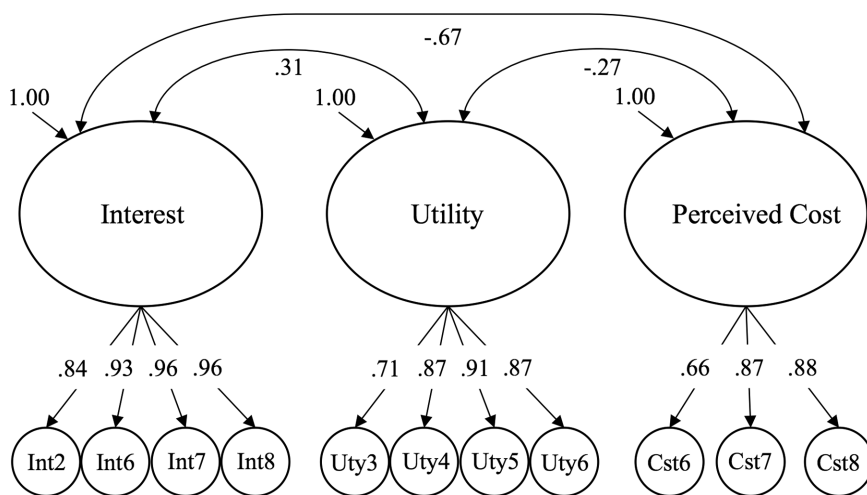 -.67
.31
-.27
1.00
1.00
1.00
Interest
Utility
Perceived Cost
.84 .93 .96 .96
.71 .87 .91 .87
.66 .87 .88
Int2 Int6 Int7 Int8
Uty3 Uty4 Uty5 Uty6
Cst6 Cst7 Cst8